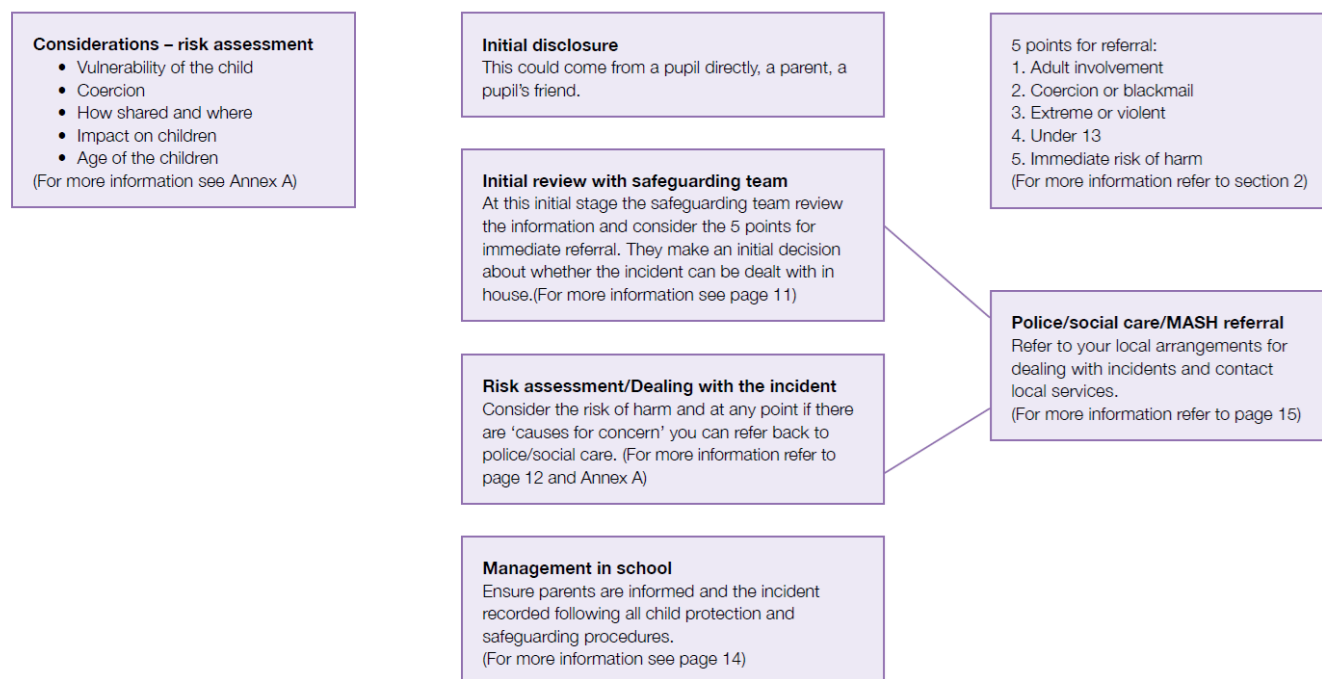 Considerations – risk assessment
• Vulnerability of the child
• Coercion
• How shared and where
• Impact on children
• Age of the children
(For more information see Annex A)
Initial disclosure
This could come from a pupil directly, a parent, a
pupil's friend.
5 points for referral:
1. Adult involvement
2. Coercion or blackmail
3. Extreme or violent
4. Under 13
5. Immediate risk of harm
(For more information refer to section 2)
Initial review with safeguarding team
At this initial stage the safeguarding team review
the information and consider the 5 points for
immediate referral. They make an initial decision
about whether the incident can be dealt with in
house.(For more information see page 11)
Police/social care/MASH referral
Refer to your local arrangements for
dealing with incidents and contact
local services.
(For more information refer to page 15)
Risk assessment/Dealing with the incident
Consider the risk of harm and at any point if there
are ‘causes for concern’ you can refer back to
police/social care. (For more information refer to
page 12 and Annex A)
Management in school
Ensure parents are informed and the incident
recorded following all child protection and
safeguarding procedures.
(For more information see page 14)